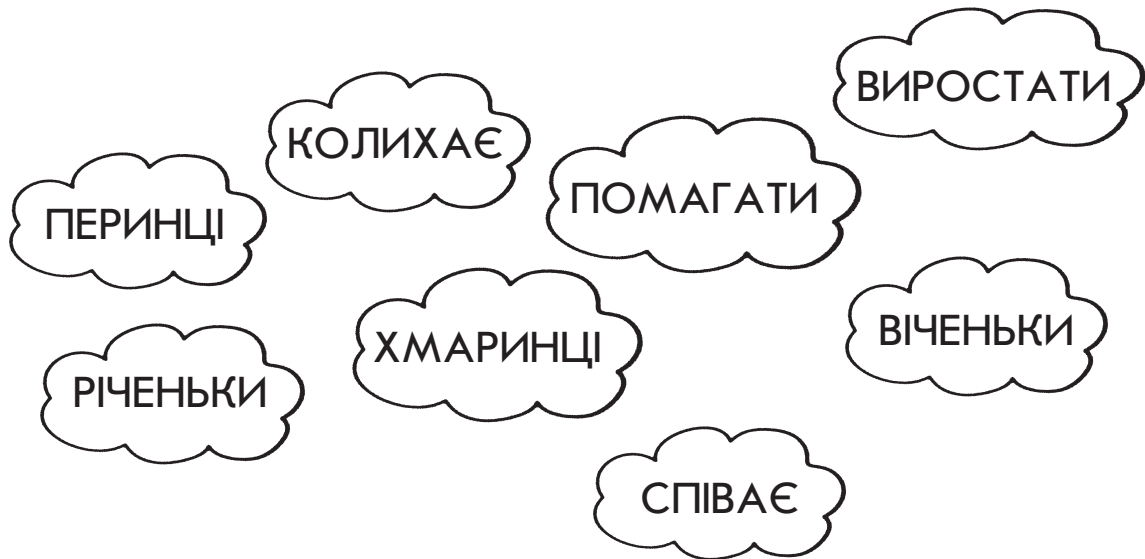 ВИРОСТАТИ
КОЛИХАЄ
ПОМАГАТИ
ПЕРИНЦІ
ВІЧЕНЬКИ
ХМАРИНЦІ
РІЧЕНЬКИ
СПІВАЄ